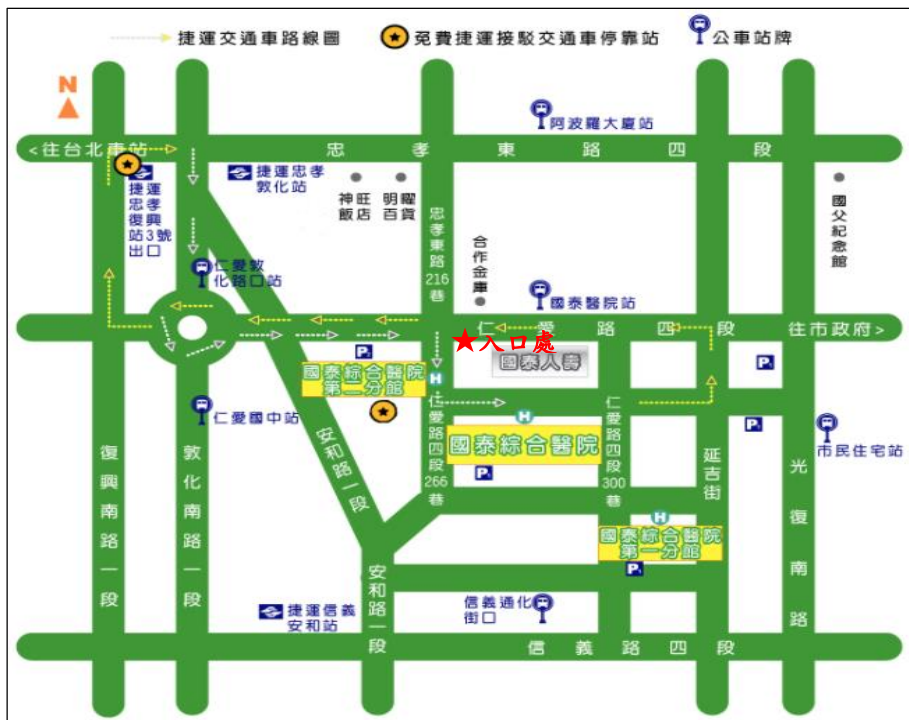 捷運交通車路線圖
免費捷運接駁交通車停靠站
公車站牌
N
阿波羅大廈站
<往台北車站
忠孝東路四段
捷運
忠孝
復興
站3號
出口
捷運忠孝
敦化站
神旺
飯店
明曜
百貨
忠孝東路216巷
合作金庫
國父紀念館
仁愛敦
化路口站
國泰醫院站
仁愛路四段
往市政府>
★入口處
國泰人壽
P
國泰綜合醫院
第二分館
H
H
P
仁愛國中站
仁愛路四段266巷
國泰綜合醫院
P
仁愛路四段300巷
P
市民住宅站
安和路一段
延吉街
復興南路一段
敦化南路一段
光復南路
H
國泰綜合醫院
第一分館
P
安和路一段
捷運信義
安和站
信義通化
街口
信義路四段